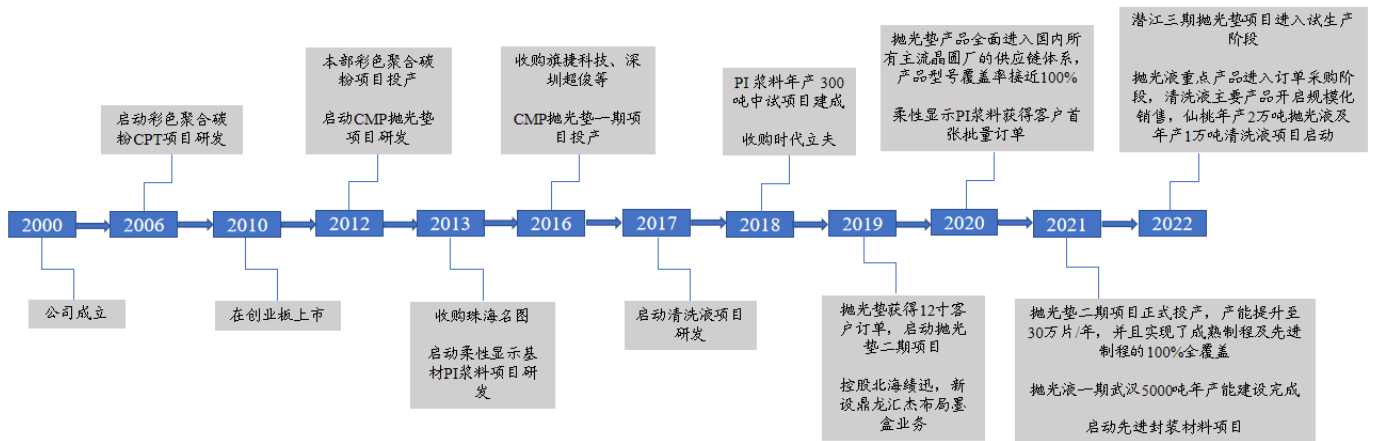 潜江三期抛光垫项目进入试生产
阶段
抛光液重点产品进入订单采购阶
段，清洗液主要产品开启规模化
销售，仙桃年产2万吨抛光液及
年产1万吨清洗液项目启动
抛光垫产品全面进入国内所
有主流晶圆厂的供应链体系，
产品型号覆盖率接近100%
柔性显示PI浆料获得客户首
张批量订单
本部彩色聚合碳
粉项目投产
启动CMP抛光垫
项目研发
收购旗捷科技、深
圳超俊等
CMP抛光垫一期项
目投产
PI 浆料年产 300
吨中试项目建成
收购时代立夫
启动彩色聚合碳
粉CPT项目研发
2000
2006
2010
2012
2013
2016
2017
2018
2019
2020
2021
2022
公司成立
在创业板上市
收购珠海名图
启动柔性显示基
材PI浆料项目研
发
启动清洗液项目
研发
抛光垫获得12寸客
户订单，启动抛光
垫二期项目
控股北海绩迅，新
设鼎龙汇杰布局墨
盒业务
抛光垫二期项目正式投产，产能提升至
30万片/年，并且实现了成熟制程及先进
制程的100%全覆盖
抛光液一期武汉5000吨年产能建设完成
启动先进封装材料项目